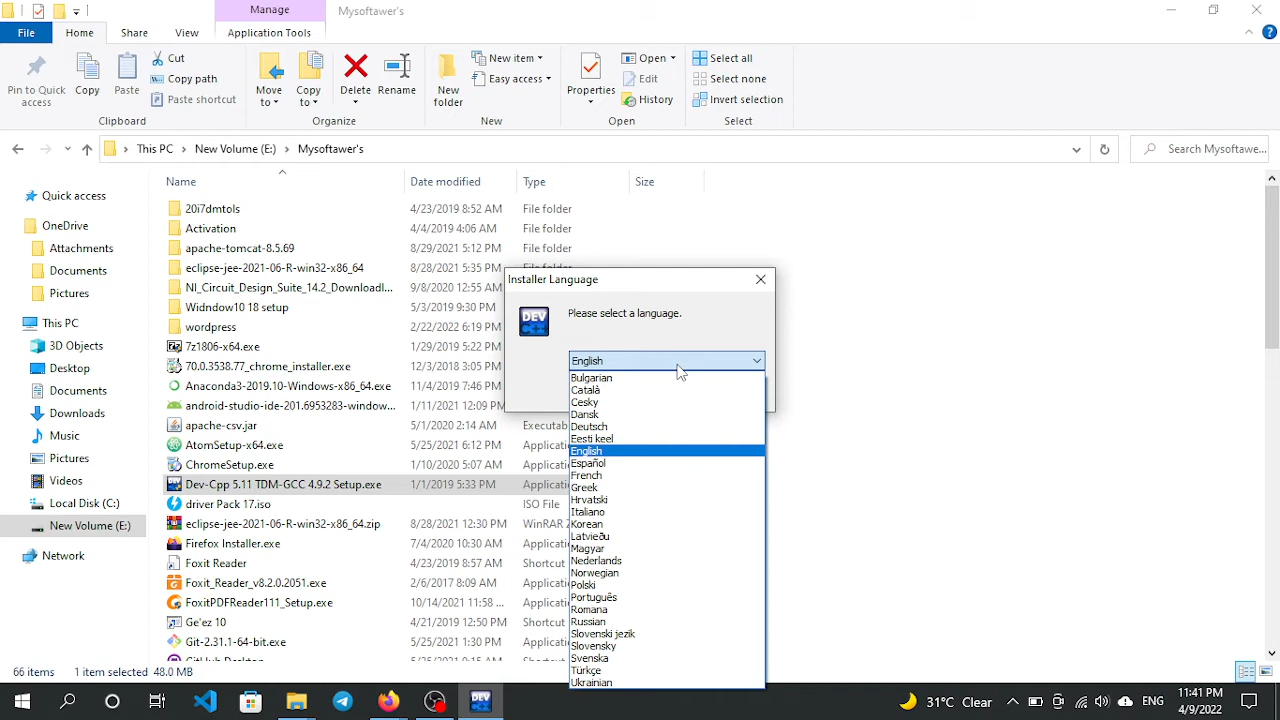 Manage
Mysoftawer's
File
Home
Share
View
Application Tools
Pin to Quick access
Copy
Paste
Cut
Copy path
Paste shortcut
Clipboard
Move to
Copy to
Delete
Rename
Organize
New folder
New item
Easy access
New
Properties
Open
Edit
History
Open
Select all
Select none
Invert selection
Select
This PC
New Volume (E:)
Mysoftawer's
Search Mysoftawe...
Name
Date modified
Type
Size
Quick access
OneDrive
Attachments
Documents
Pictures
This PC
3D Objects
Desktop
Documents
Downloads
Music
Pictures
Videos
Local Disk (C:)
New Volume (E:)
Network
20i7dmtols 4/23/2019 8:52 AM File folder
Activation 4/4/2019 4:06 AM File folder
apache-tomcat-8.5.69 8/29/2021 5:12 PM File folder
eclipse-jee-2021-06-R-win32-x86_64 8/28/2021 5:35 PM File folder
NI_Circuit_Design_Suite_14.2_Downloadl... 9/8/2020 12:55 AM
Widndow10 18 setup 5/3/2019 9:30 PM
wordpress 2/22/2022 6:19 PM
7z1806-x64.exe 1/29/2019 5:22 PM
70.0.3538.77_chrome_installer.exe 12/3/2018 3:05 PM
Anaconda3-2019.10-Windows-x86_64.exe 11/4/2019 7:46 PM
android-studio-ide-201.6953283-window... 1/11/2021 12:09 PM
apache-csv.jar 5/1/2020 2:14 AM Executab
AtomSetup-x64.exe 5/25/2021 6:12 PM Applicati
ChromeSetup.exe 1/10/2020 5:07 AM Applicati
Dev-Cpp 5.11 TDM-GCC 4.9.2 Setup.exe 1/1/2019 5:33 PM Applicati
driver Pack 17.iso ISO File
eclipse-jee-2021-06-R-win32-x86_64.zip 8/28/2021 12:30 PM WinRAR Z
Firefox Installer.exe 7/4/2020 10:30 AM Applicati
Foxit Reader 4/23/2019 8:57 AM Shortcut
Foxit_Reader_v8.2.0.2051.exe 2/6/2017 8:09 AM Applicati
FoxitPDFReader111_Setup.exe 10/14/2021 11:58 ... Applicati
Ge'ez 10 4/21/2019 12:50 PM Shortcut
Git-2.31.1-64-bit.exe 5/25/2021 1:30 PM Applicati
Installer Language
DEV C++
Please select a language.
English
Bulgarian
Català
Cesky
Dansk
Deutsch
Eesti keel
English
Español
French
Greek
Hrvatski
Italiano
Korean
Latviešu
Magyar
Nederlands
Norwegian
Polski
Português
Romana
Russian
Slovenski jezik
Slovensky
Svenska
Türkçe
Ukrainian
66 items
1 item selected 48.0 MB
DEV C++
31°C Clear
ENG
1:41 PM
4/9/2022